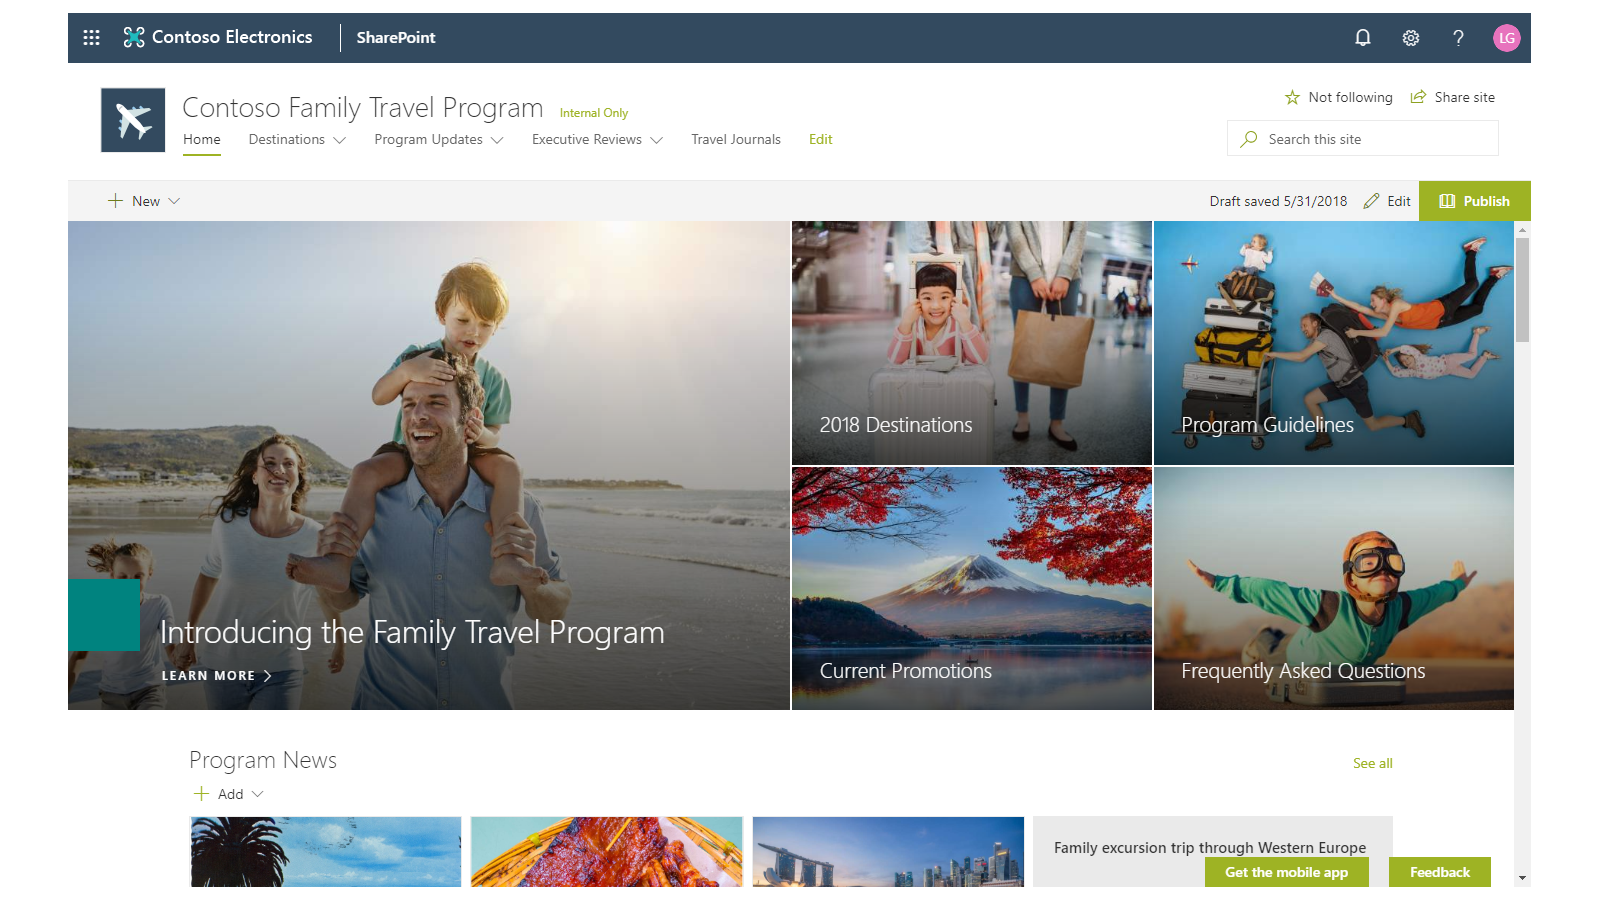 Contoso Electronics
SharePoint
LG
Contoso Family Travel Program
Internal Only
Not following
Share site
Home
Destinations
Program Updates
Executive Reviews
Travel Journals
Edit
Search this site
New
Draft saved 5/31/2018
Edit
Publish
2018 Destinations
Program Guidelines
Introducing the Family Travel Program
LEARN MORE
Current Promotions
Frequently Asked Questions
Program News
See all
Add
Family excursion trip through Western Europe
Get the mobile app
Feedback